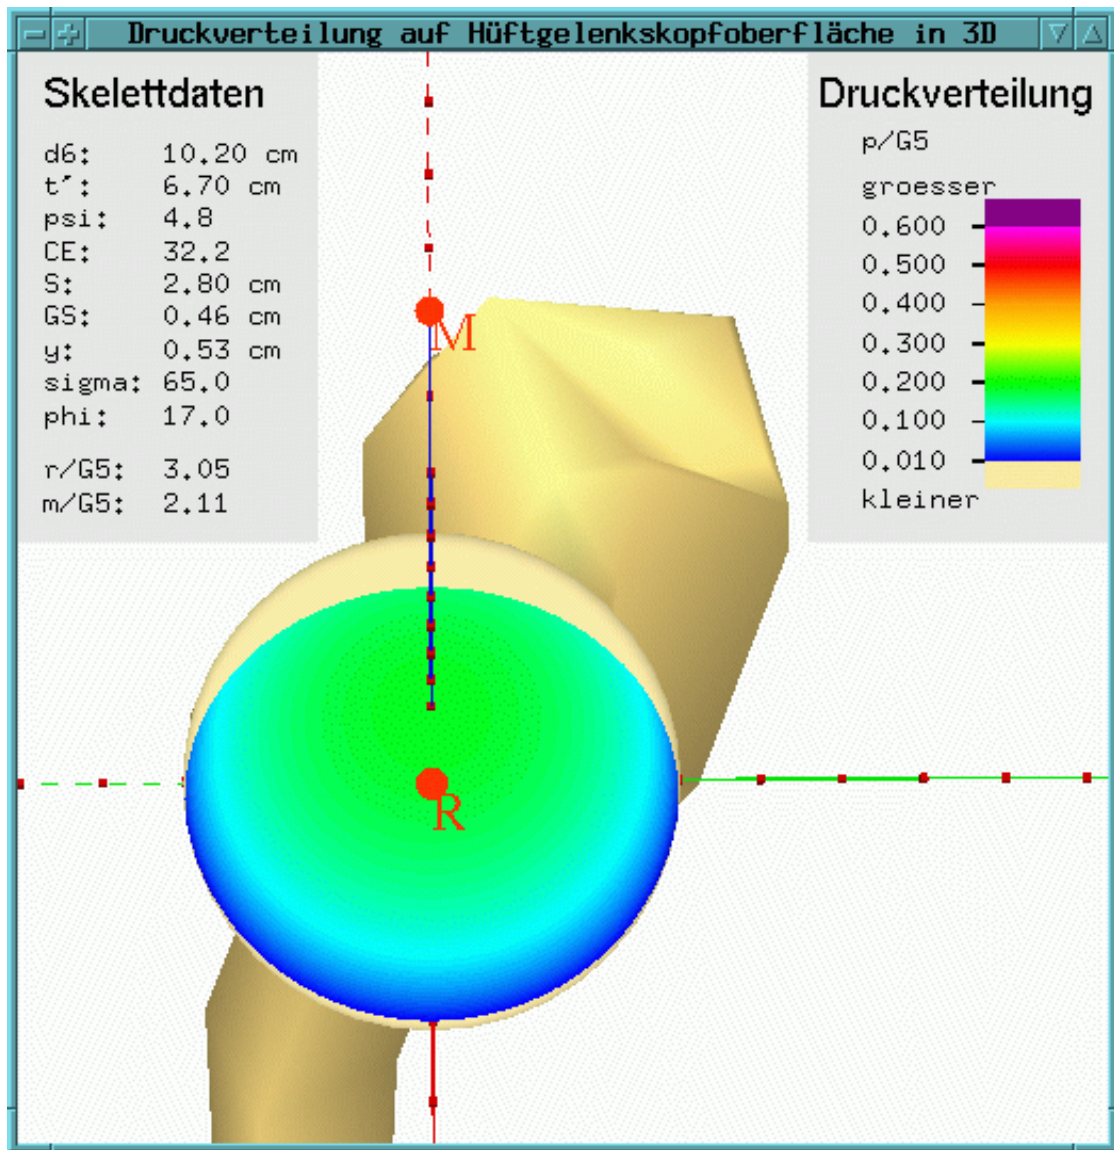 Druckverteilung auf Hüftgelenkskopfoberfläche in 3D
Skelettdaten
d6: 10.20 cm
t´: 6.70 cm
psi: 4.8
CE: 32.2
S: 2.80 cm
GS: 0.46 cm
y: 0.53 cm
sigma: 65.0
phi: 17.0
r/G5: 3.05
m/G5: 2.11
Druckverteilung
p/G5
groesser
0.600
0.500
0.400
0.300
0.200
0.100
0.010
kleiner
M
R